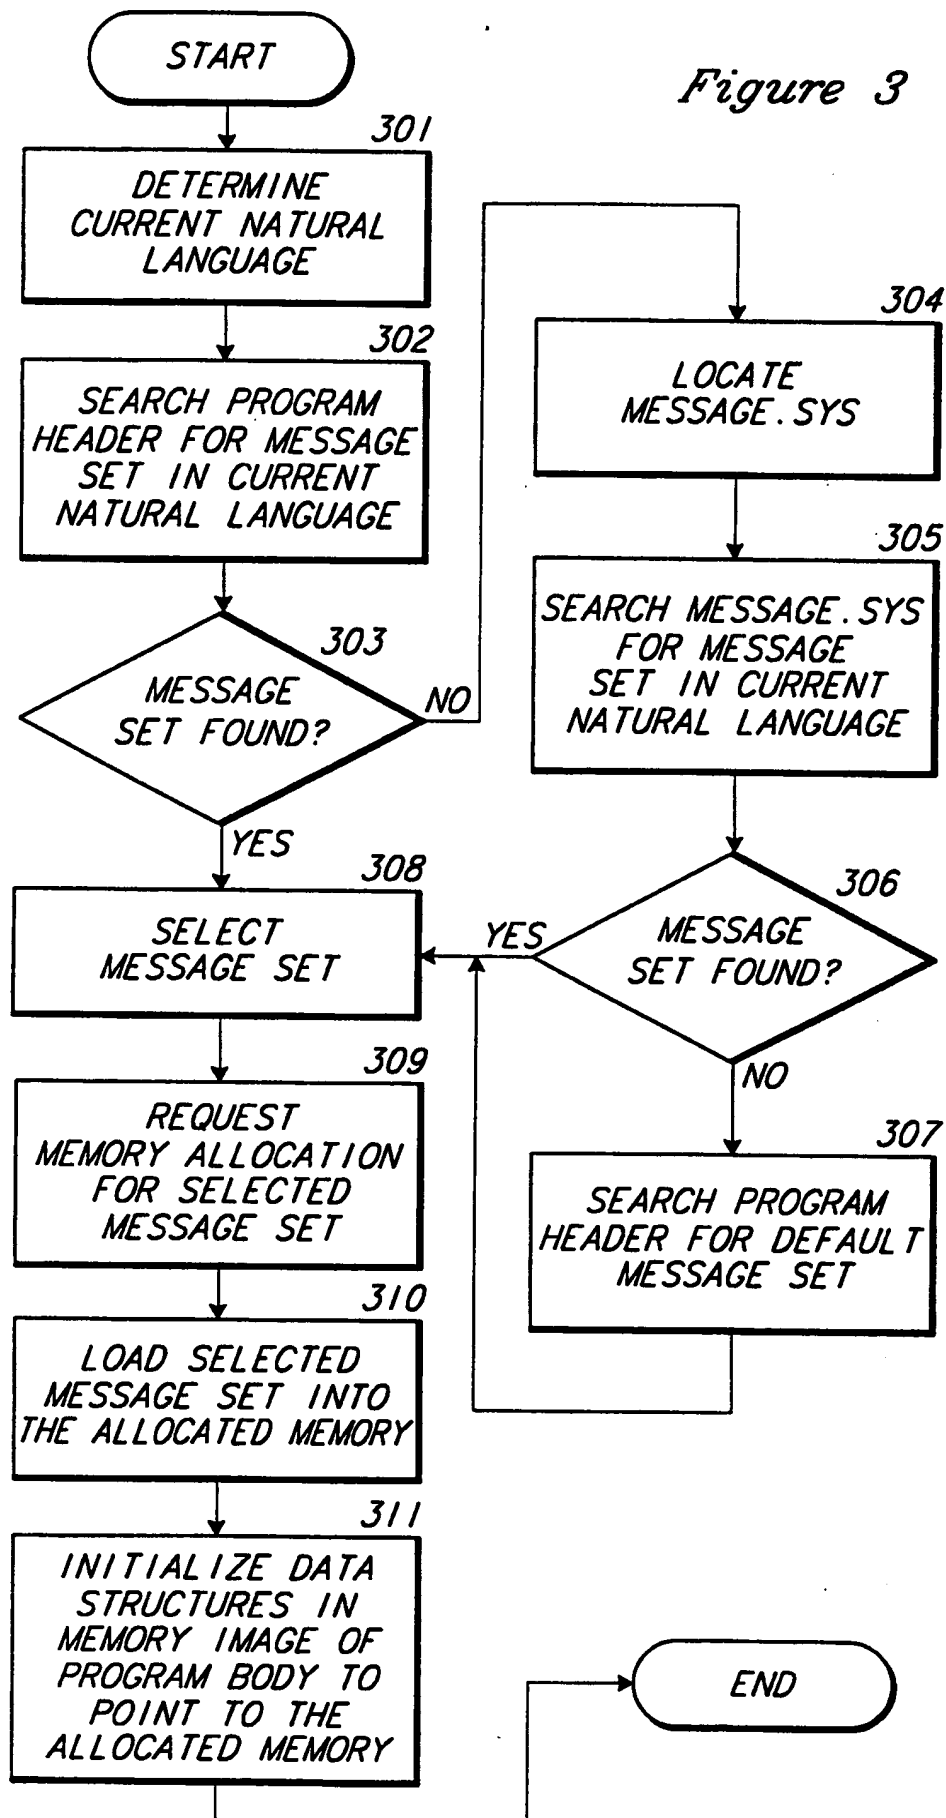 START
Figure 3
301
DETERMINE
CURRENT NATURAL
LANGUAGE
302
SEARCH PROGRAM
HEADER FOR MESSAGE
SET IN CURRENT
NATURAL LANGUAGE
303
MESSAGE
SET FOUND?
NO
YES
304
LOCATE
MESSAGE.SYS
305
SEARCH MESSAGE.SYS
FOR MESSAGE
SET IN CURRENT
NATURAL LANGUAGE
306
MESSAGE
SET FOUND?
YES
NO
307
SEARCH PROGRAM
HEADER FOR DEFAULT
MESSAGE SET
308
SELECT
MESSAGE SET
309
REQUEST
MEMORY ALLOCATION
FOR SELECTED
MESSAGE SET
310
LOAD SELECTED
MESSAGE SET INTO
THE ALLOCATED MEMORY
311
INITIALIZE DATA
STRUCTURES IN
MEMORY IMAGE OF
PROGRAM BODY TO
POINT TO THE
ALLOCATED MEMORY
END